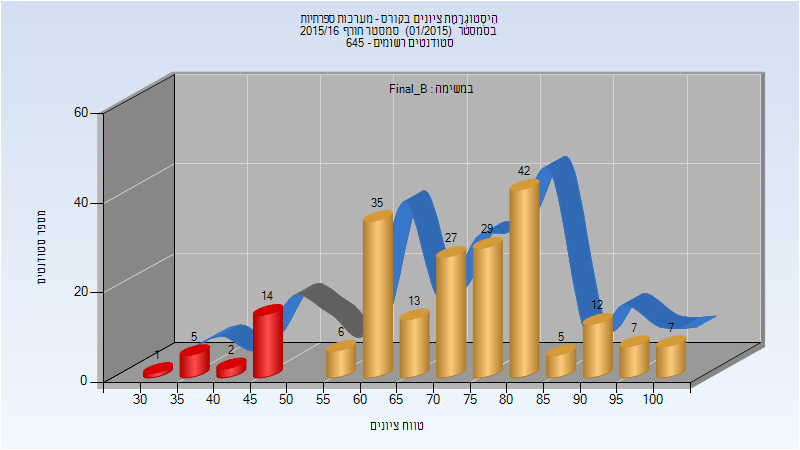 היסטוגרמת ציונים בקורס - מערכות ספרתיות
בסמסטר (01/2015) סמסטר חורף 2015/16
סטודנטים רשומים - 645
במשימה : Final_B
מספר סטודנטים
60
40
20
0
1
5
2
14
6
35
13
27
29
42
5
12
7
7
30 35 40 45 50 55 60 65 70 75 80 85 90 95 100
טווח ציונים